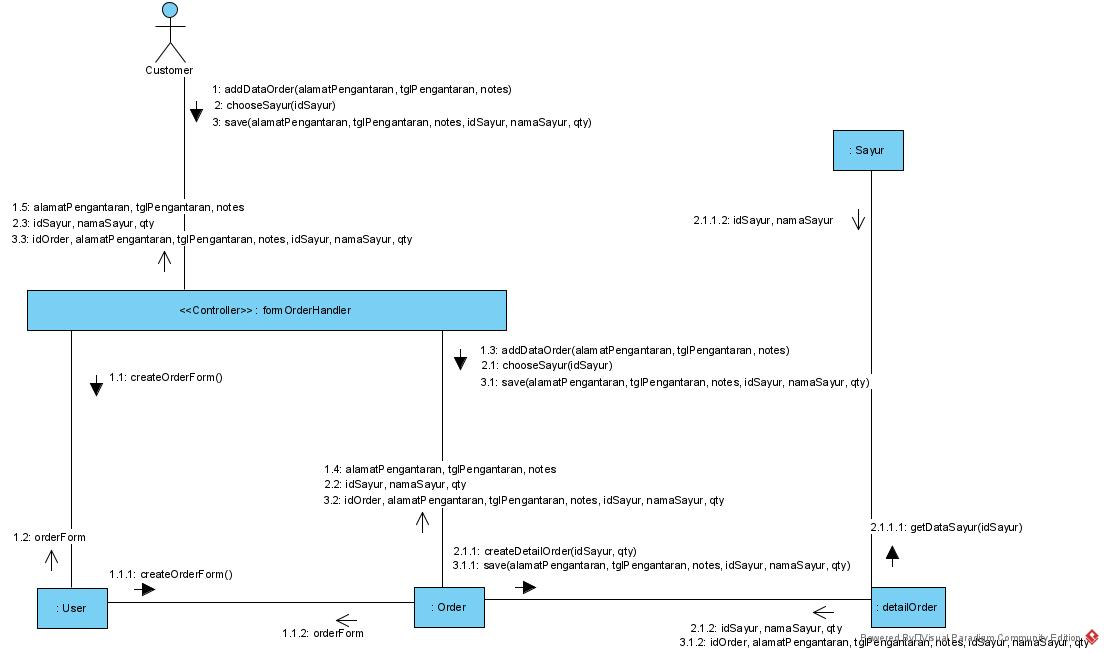 Customer
1: addDataOrder(alamatPengantaran, tglPengantaran, notes)
2: chooseSayur(idSayur)
3: save(alamatPengantaran, tglPengantaran, notes, idSayur, namaSayur, qty)
: Sayur
1.5: alamatPengantaran, tglPengantaran, notes
2.3: idSayur, namaSayur, qty
3.3: idOrder, alamatPengantaran, tglPengantaran, notes, idSayur, namaSayur, qty
2.1.1.2: idSayur, namaSayur
<<Controller>> : formOrderHandler
1.3: addDataOrder(alamatPengantaran, tglPengantaran, notes)
2.1: chooseSayur(idSayur)
3.1: save(alamatPengantaran, tglPengantaran, notes, idSayur, namaSayur, qty)
1.1: createOrderForm()
1.4: alamatPengantaran, tglPengantaran, notes
2.2: idSayur, namaSayur, qty
3.2: idOrder, alamatPengantaran, tglPengantaran, notes, idSayur, namaSayur, qty
2.1.1.1: getDataSayur(idSayur)
1.2: orderForm
2.1.1: createDetailOrder(idSayur, qty)
3.1.1: save(alamatPengantaran, tglPengantaran, notes, idSayur, namaSayur, qty)
1.1.1: createOrderForm()
: User
: Order
: detailOrder
1.1.2: orderForm
2.1.2: idSayur, namaSayur, qty
Powered By Visual Paradigm Community Edition
3.1.2: idOrder, alamatPengantaran, tglPengantaran, notes, idSayur, namaSayur, qty